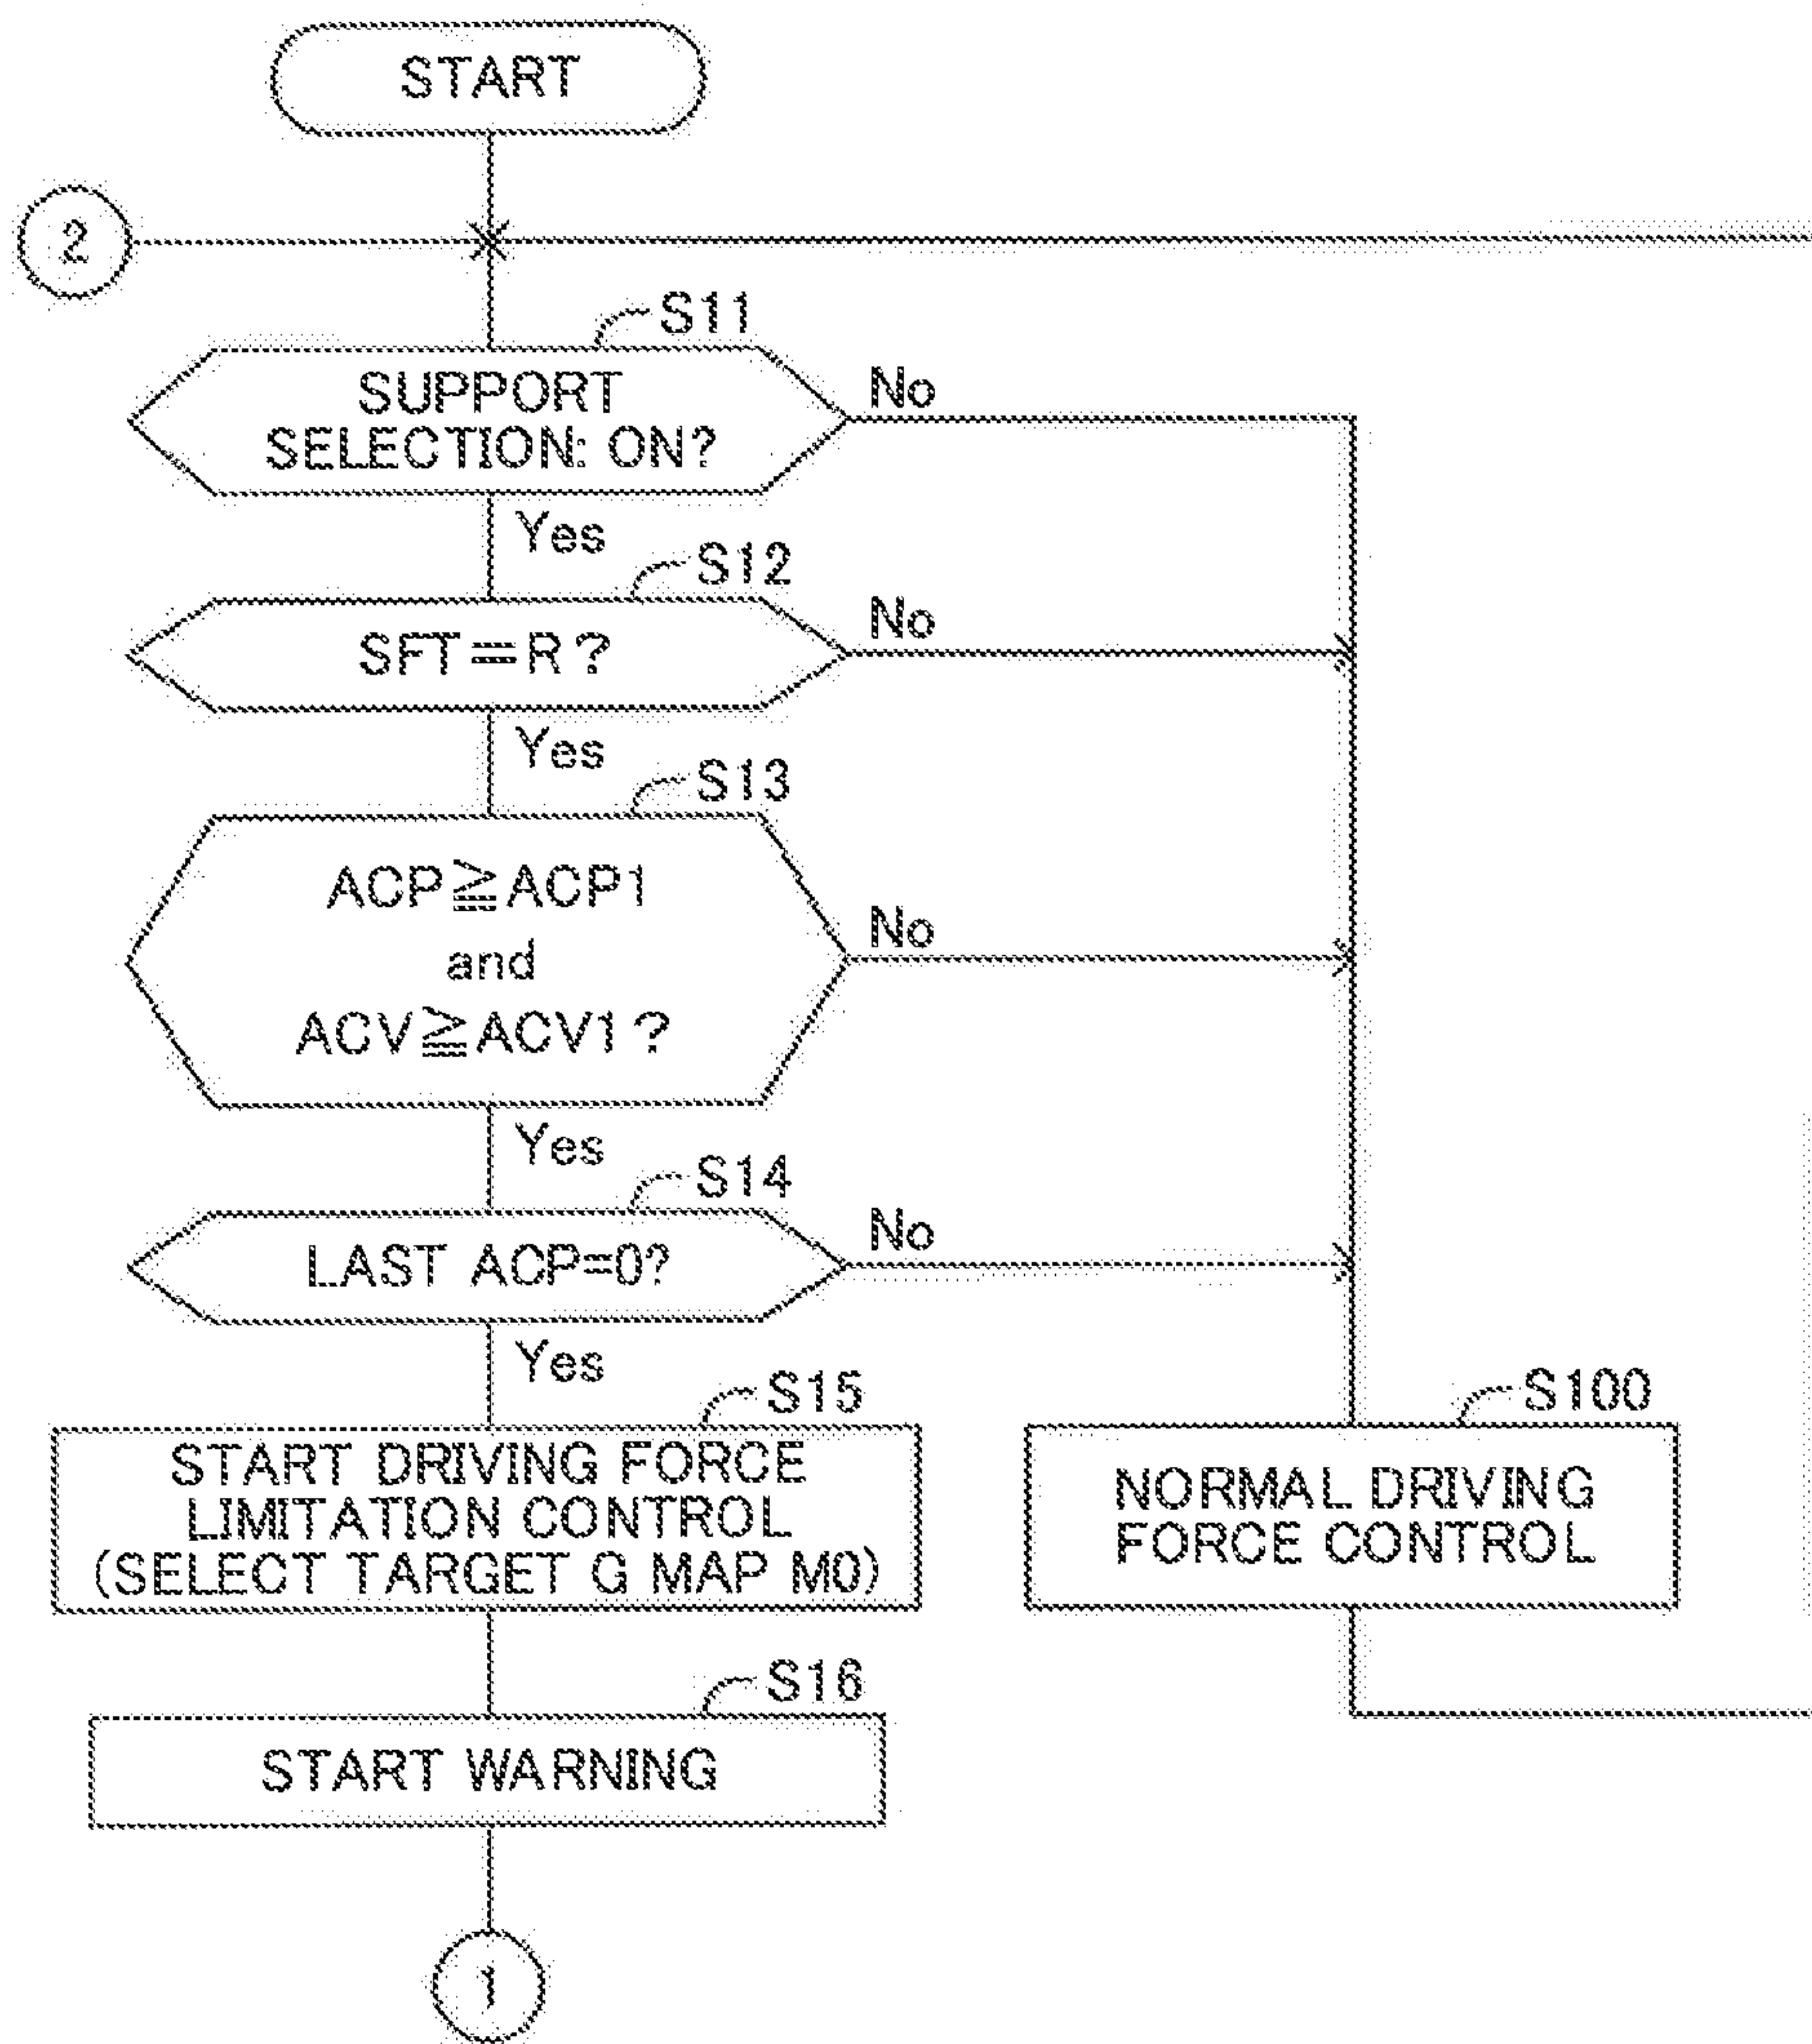 START
2
S11
SUPPORT
SELECTION: ON?
No
Yes
S12
SFT=R?
No
Yes
S13
ACP≧ACP1
and
ACV≧ACV1?
No
Yes
S14
LAST ACP=0?
No
Yes
S15
START DRIVING FORCE
LIMITATION CONTROL
(SELECT TARGET G MAP M0)
S100
NORMAL DRIVING
FORCE CONTROL
S16
START WARNING
1